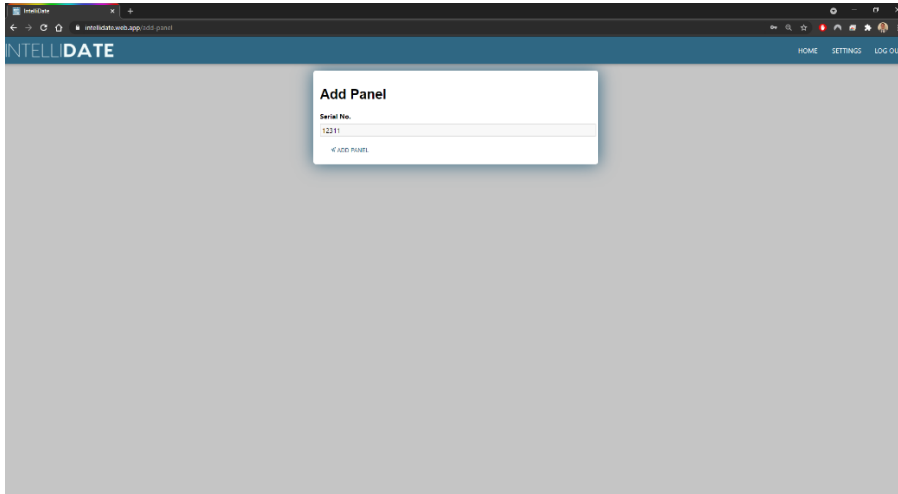 IntelliDate
intellidate.web.app/add-panel
INTELLIDATE
HOME SETTINGS LOG OU
Add Panel
Serial No.
12311
ADD PANEL